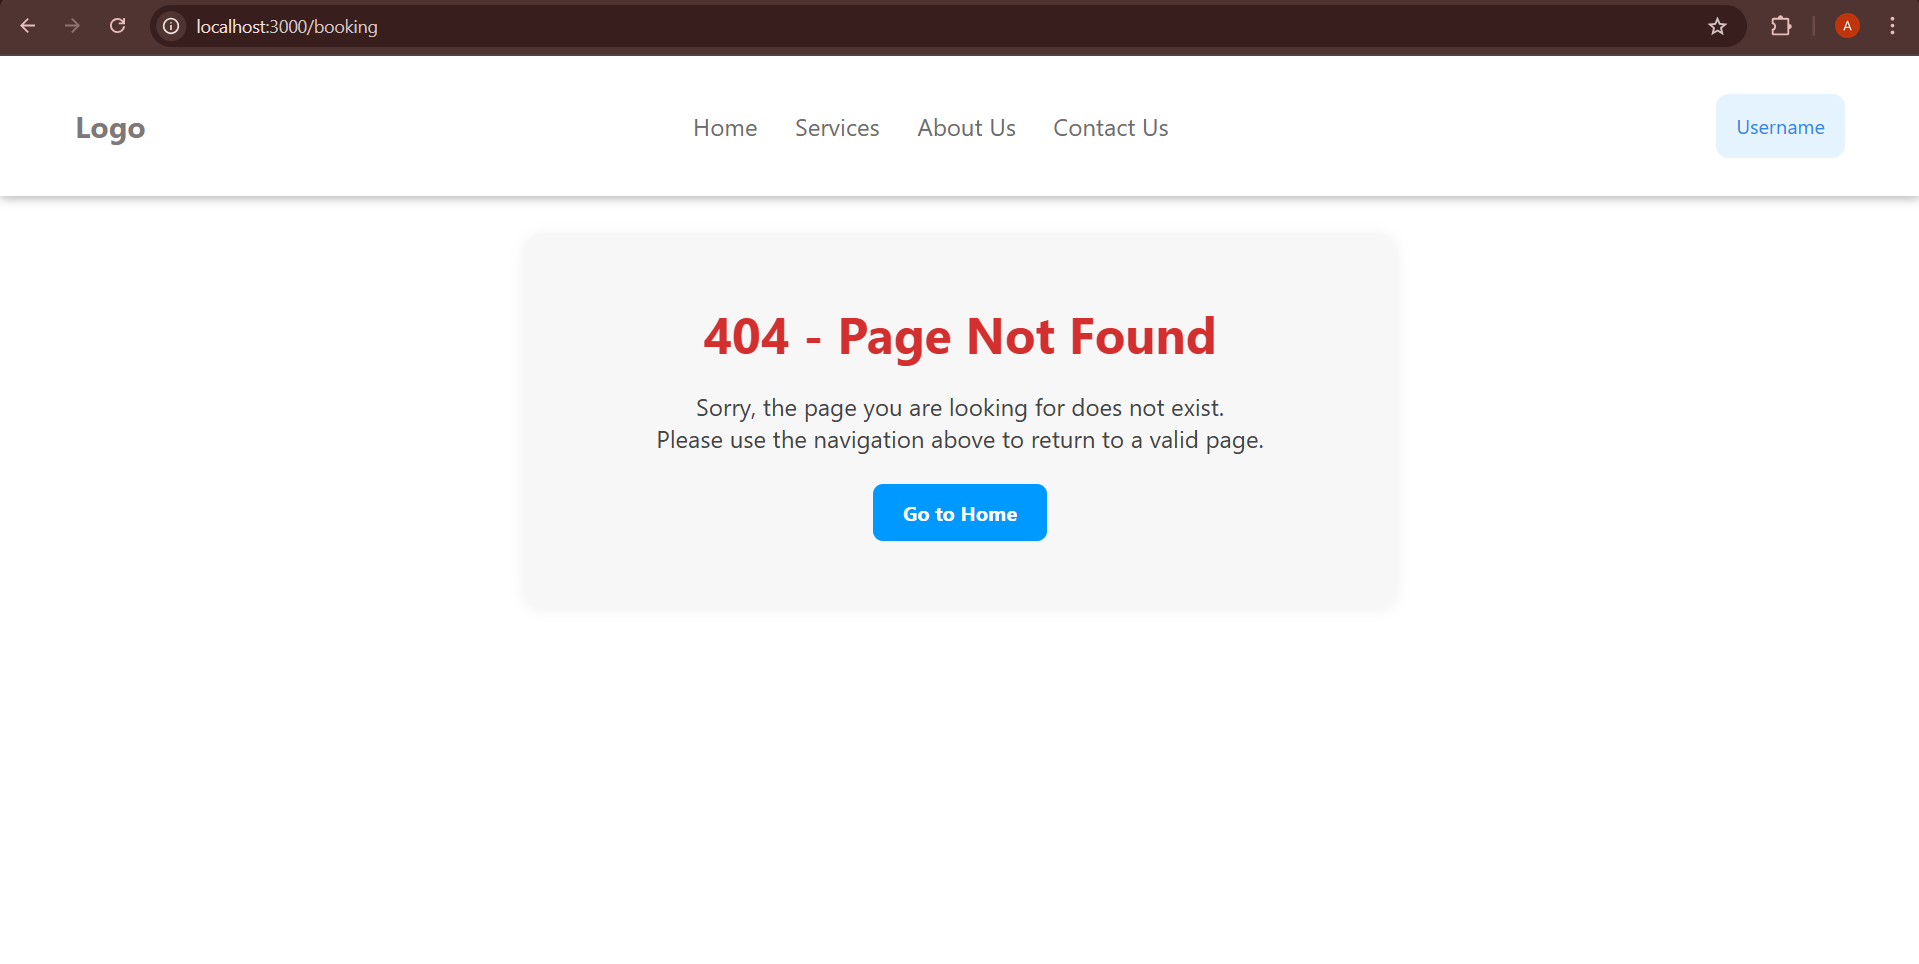 localhost:3000/booking
A
Logo
Home Services About Us Contact Us
Username
404 - Page Not Found
Sorry, the page you are looking for does not exist.
Please use the navigation above to return to a valid page.
Go to Home